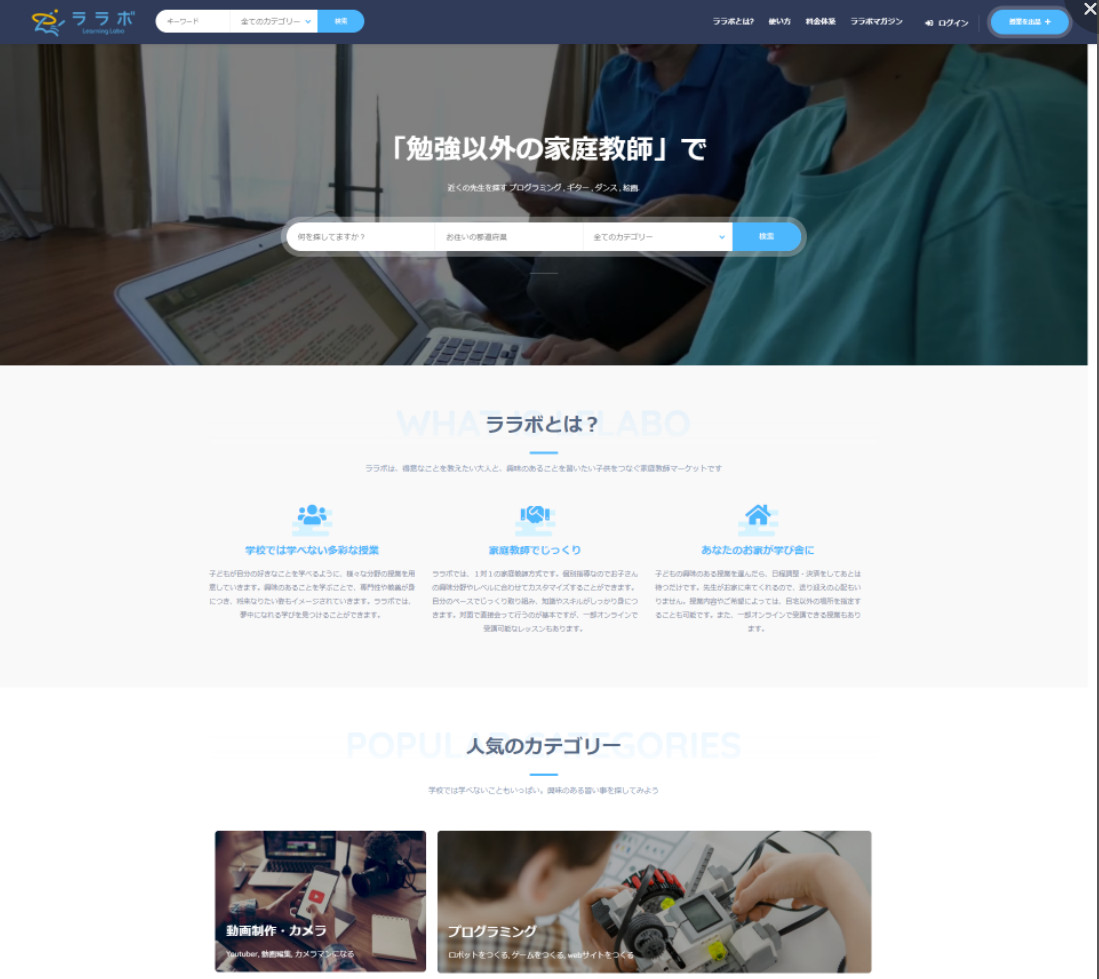 ララボ
Learning Labo
キーワード
全てのカテゴリー
検索
ララボとは?
使い方
料金体系
ララボマガジン
ログイン
授業を出品 +
「勉強以外の家庭教師」で
近くの先生を探す プログラミング , ギター , ダンス , 絵画.
何を探してますか?
お住いの都道府県
全てのカテゴリー
検索
WHAT IS LELABO
ララボとは?
ララボは、得意なことを教えたい大人と、興味のあることを習いたい子供をつなぐ家庭教師マーケットです
学校では学べない多彩な授業
子どもが自分の好きなことを学べるように、様々な分野の授業を用
意していきます。興味のあることを学ぶことで、専門性や教養が身
につき、将来なりたい姿もイメージされていきます。ララボでは、
夢中になれる学びを見つけることができます。
家庭教師でじっくり
ララボでは、1対1の家庭教師方式です。個別指導なのでお子さん
の興味分野やレベルに合わせてカスタマイズすることができます。
自分のペースでじっくり取り組み、知識やスキルがしっかり身につ
きます。対面で直接会って行うのが基本ですが、一部オンラインで
受講可能なレッスンもあります。
あなたのお家が学び舎に
子どもの興味のある授業を選んだら、日程調整・決済をしてあとは
待つだけです。先生がお家に来てくれるので、送り迎えの心配もい
りません。授業内容やご希望によっては、自宅以外の場所を指定す
ることも可能です。また、一部オンラインで受講できる授業もあり
ます。
POPULAR CATEGORIES
人気のカテゴリー
学校では学べないこともいっぱい。興味のある習い事を探してみよう
動画制作・カメラ
Youtuber, 動画編集, カメラマンになる
プログラミング
ロボットをつくる, ゲームをつくる, webサイトをつくる